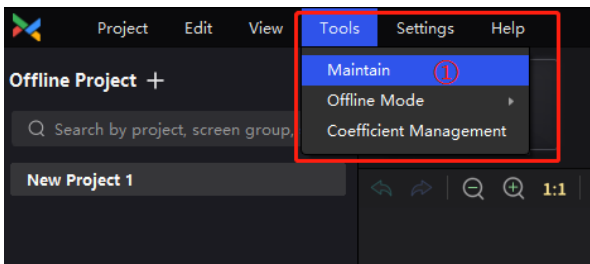 Project Edit View Tools Settings Help
Maintain ①
Offline Project +
Offline Mode
Search by project, screen group,
Coefficient Management
New Project 1
1:1